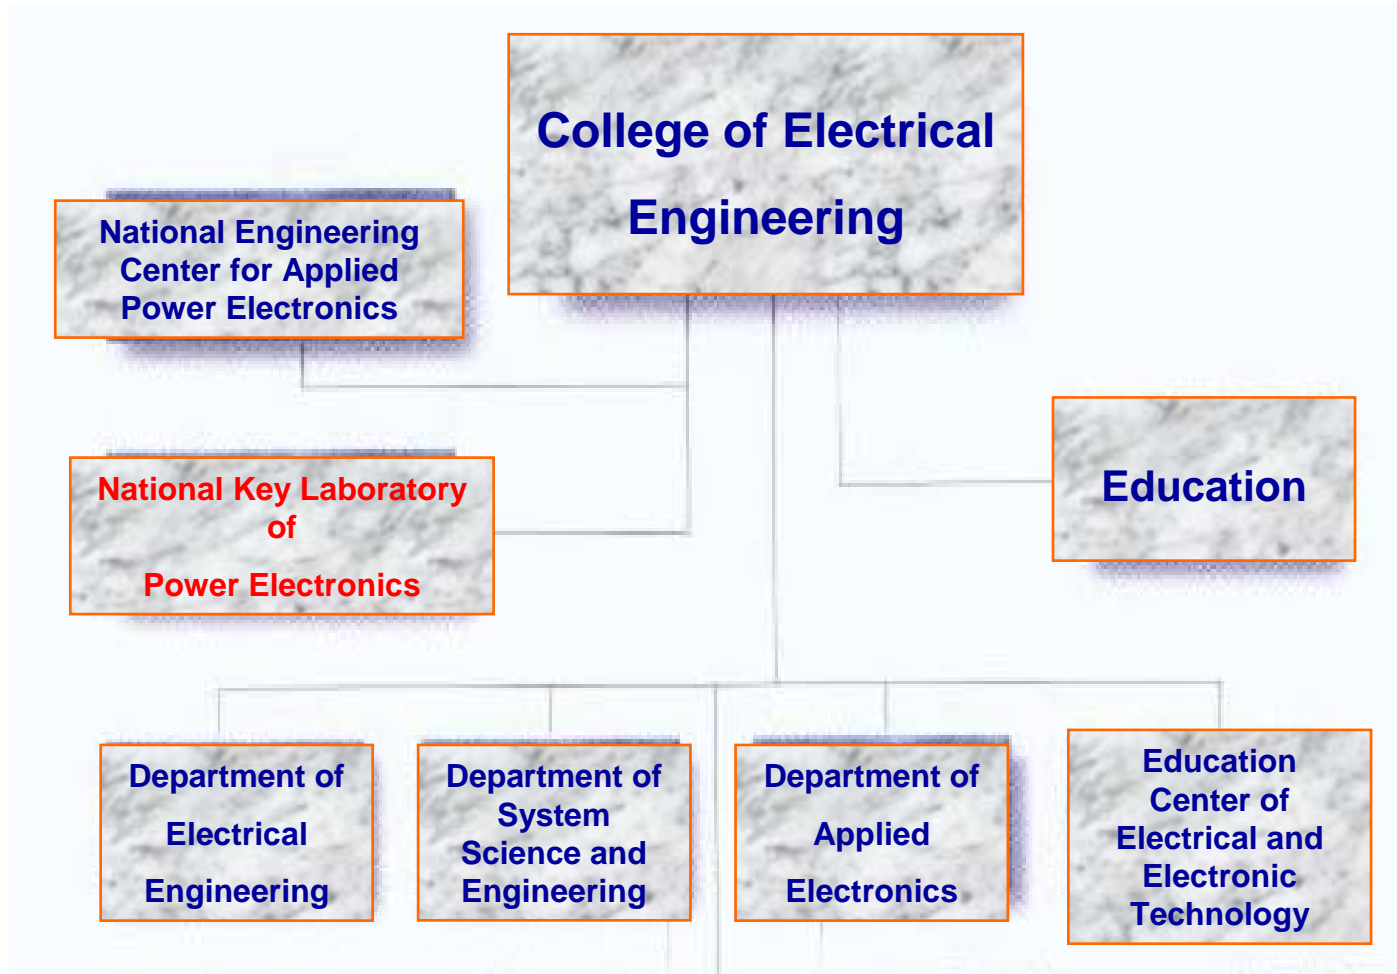 College of Electrical
Engineering
National Engineering
Center for Applied
Power Electronics
National Key Laboratory
of
Power Electronics
Education
Department of
Electrical
Engineering
Department of
System
Science and
Engineering
Department of
Applied
Electronics
Education
Center of
Electrical and
Electronic
Technology